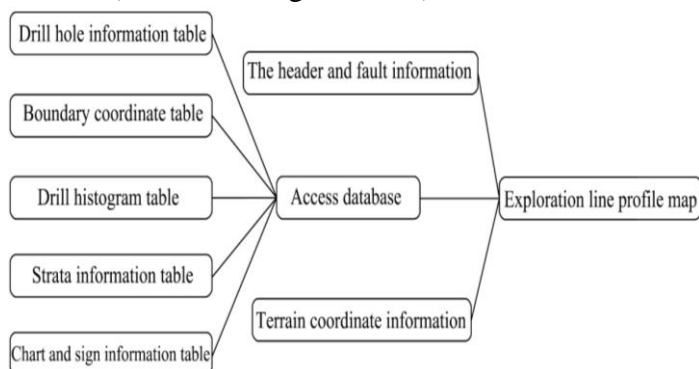 Drill hole information table
The header and fault information
Boundary coordinate table
Drill histogram table
Access database
Exploration line profile map
Strata information table
Terrain coordinate information
Chart and sign information table